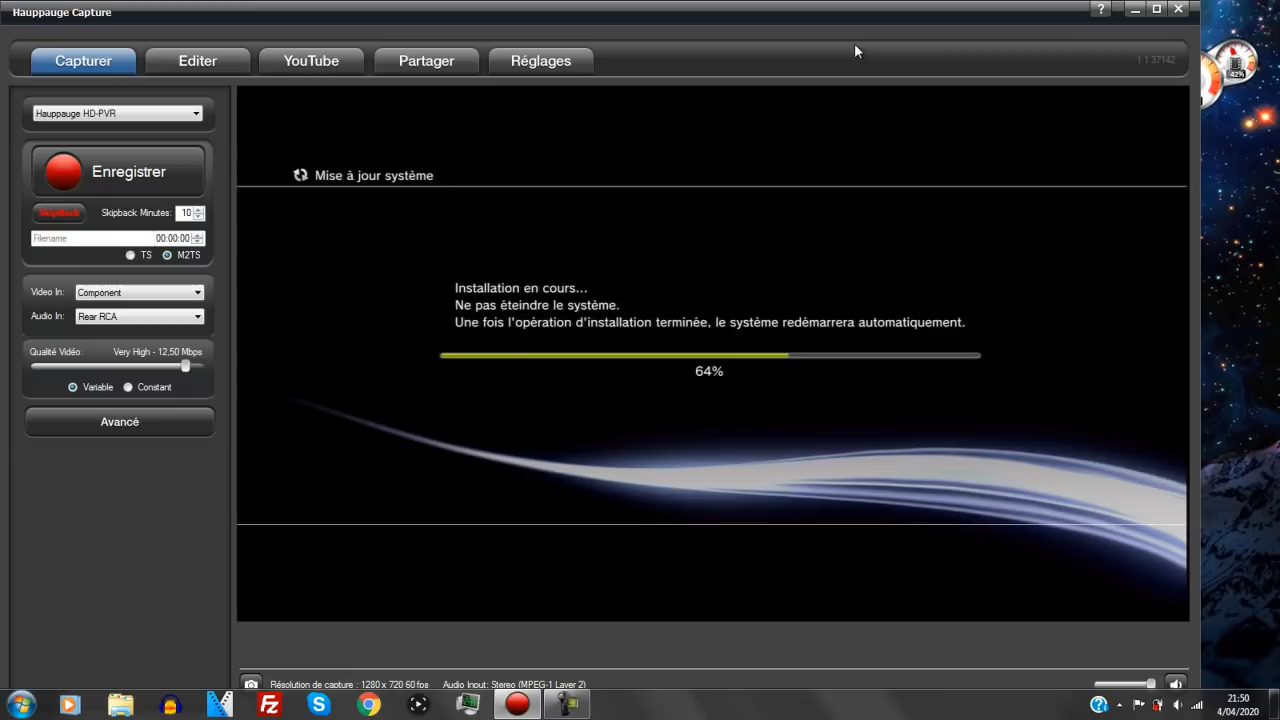 Hauppauge Capture
?
Capturer
Editer
YouTube
Partager
Réglages
1.1.37142
42%
Hauppauge HD-PVR
Enregistrer
SkipBack
Skipback Minutes: 10
Filename 00:00:00
TS M2TS
Video In: Component
Audio In: Rear RCA
Qualité Vidéo: Very High - 12,50 Mbps
Variable Constant
Avancé
Mise à jour système
Installation en cours...
Ne pas éteindre le système.
Une fois l'opération d'installation terminée, le système redémarrera automatiquement.
64%
Résolution de capture : 1280 x 720 60 fps Audio Input: Stereo (MPEG-1 Layer 2)
21:50
4/04/2020